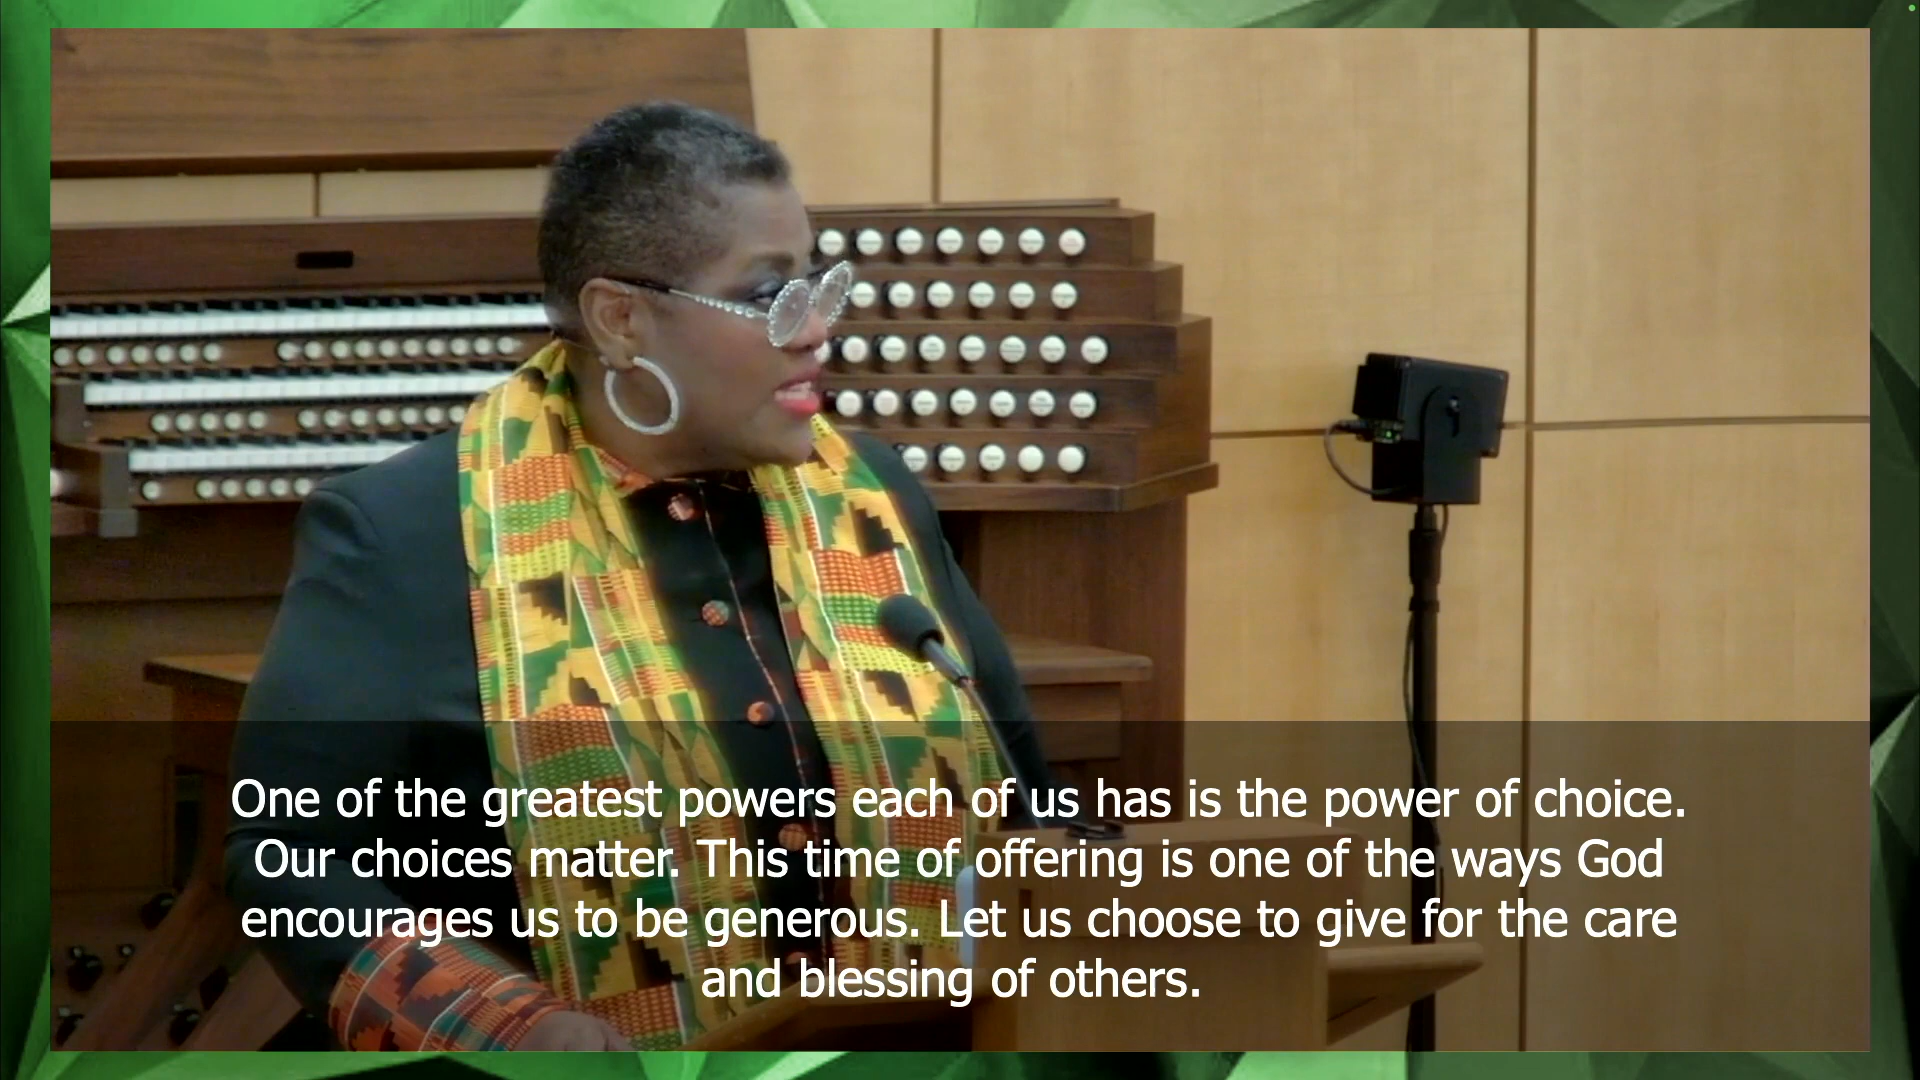 One of the greatest powers each of us has is the power of choice.
Our choices matter. This time of offering is one of the ways God
encourages us to be generous. Let us choose to give for the care
and blessing of others.